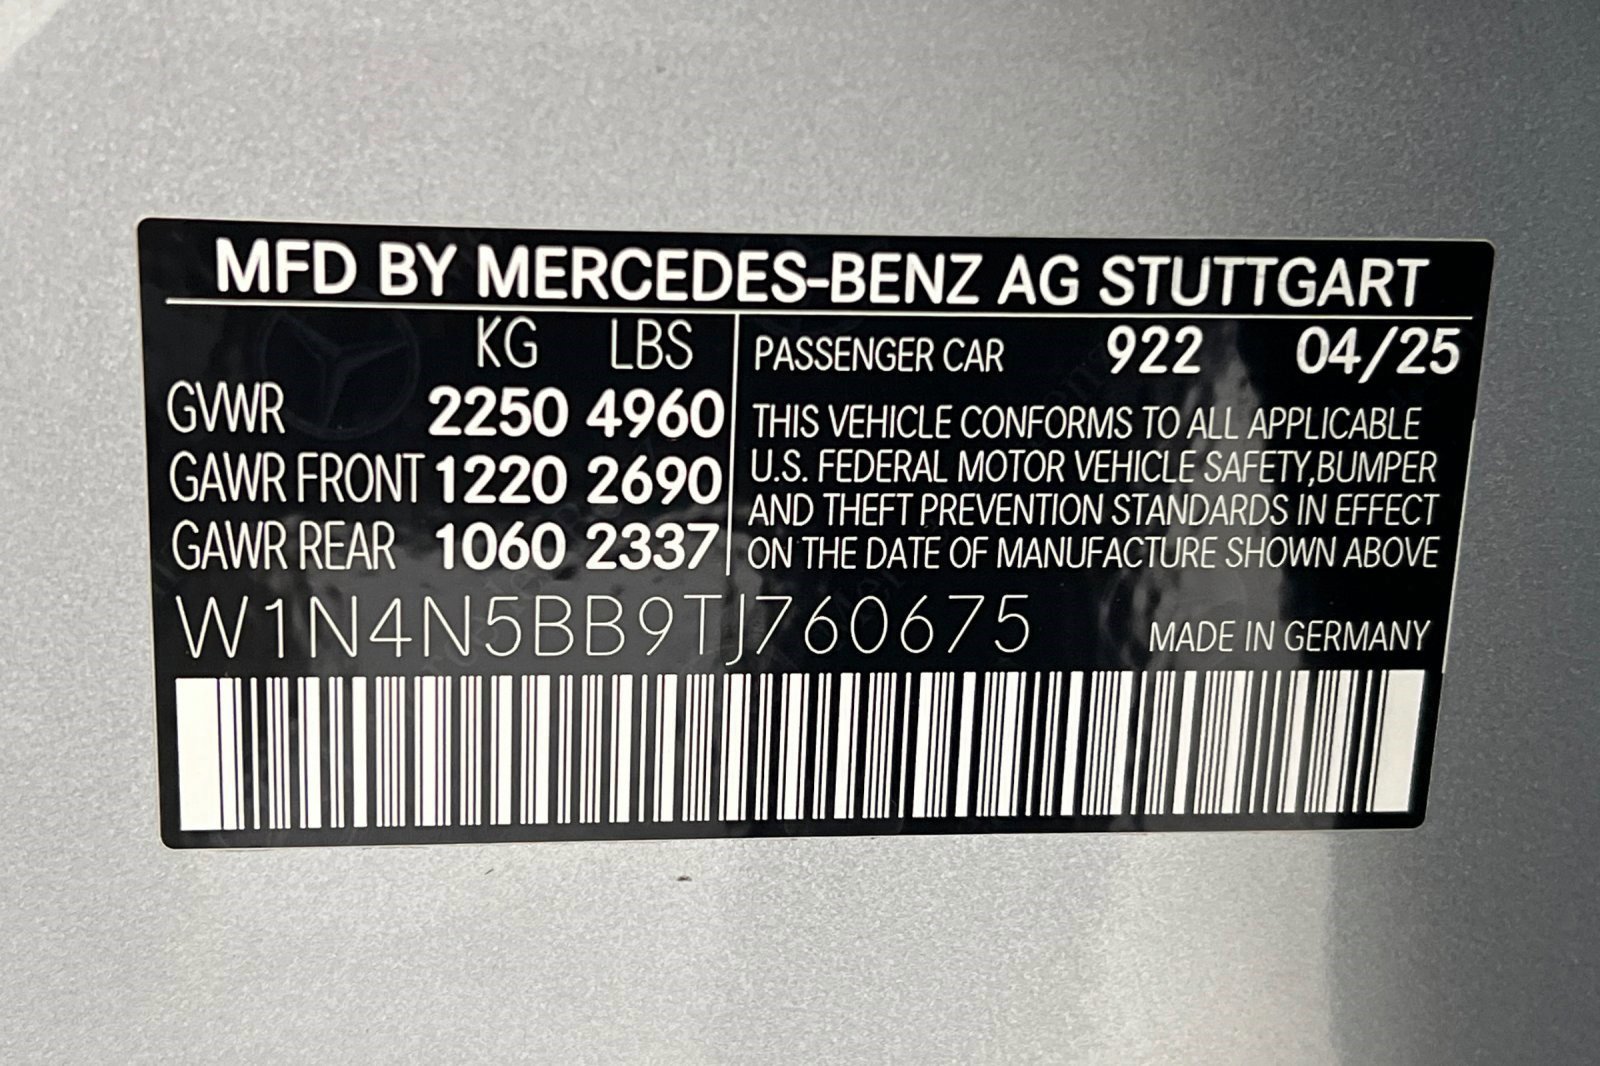 MFD BY MERCEDES-BENZ AG STUTTGART
KG LBS
GVWR 2250 4960
GAWR FRONT 1220 2690
GAWR REAR 1060 2337
PASSENGER CAR 922 04/25
THIS VEHICLE CONFORMS TO ALL APPLICABLE
U.S. FEDERAL MOTOR VEHICLE SAFETY,BUMPER
AND THEFT PREVENTION STANDARDS IN EFFECT
ON THE DATE OF MANUFACTURE SHOWN ABOVE
W1N4N5BB9TJ760675
MADE IN GERMANY